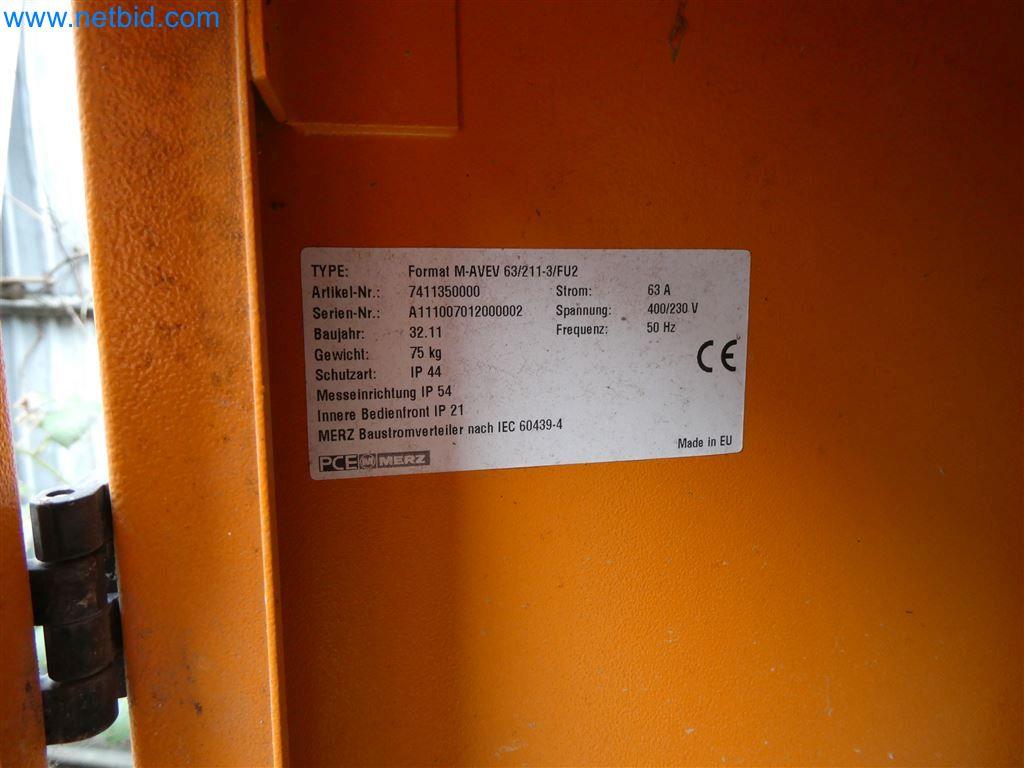 www.netbid.com
TYPE: Format M-AVEV 63/211-3/FU2
Artikel-Nr.: 7411350000 Strom: 63 A
Serien-Nr.: A111007012000002 Spannung: 400/230 V
Baujahr: 32.11 Frequenz: 50 Hz
Gewicht: 75 kg
Schutzart: IP 44
Messeinrichtung IP 54
Innere Bedienfront IP 21
MERZ Baustromverteiler nach IEC 60439-4
CE
Made in EU
PCE M MERZ